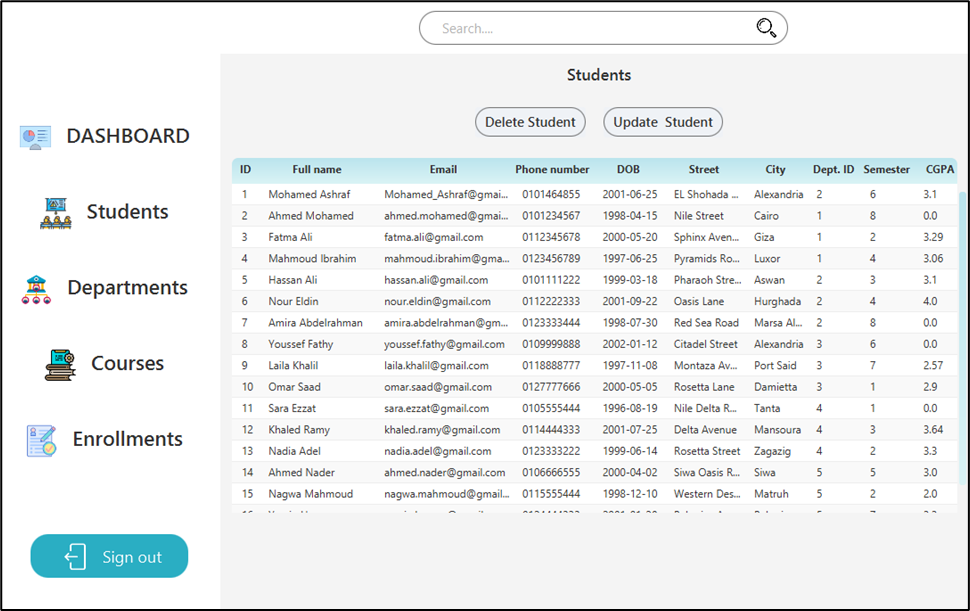 Search....
DASHBOARD
Students
Departments
Courses
Enrollments
Sign out
Students
Delete Student Update Student
ID Full name Email Phone number DOB Street City Dept. ID Semester CGPA
1 Mohamed Ashraf Mohamed_Ashraf@gmai... 0101464855 2001-06-25 EL Shohada ... Alexandria 2 6 3.1
2 Ahmed Mohamed ahmed.mohamed@gmai... 0101234567 1998-04-15 Nile Street Cairo 1 8 0.0
3 Fatma Ali fatma.ali@gmail.com 0112345678 2000-05-20 Sphinx Aven... Giza 1 2 3.29
4 Mahmoud Ibrahim mahmoud.ibrahim@gma... 0123456789 1997-06-25 Pyramids Ro... Luxor 1 4 3.06
5 Hassan Ali hassan.ali@gmail.com 0101111222 1999-03-18 Pharaoh Stre... Aswan 2 3 3.1
6 Nour Eldin nour.eldin@gmail.com 0112222333 2001-09-22 Oasis Lane Hurghada 2 4 4.0
7 Amira Abdelrahman amira.abdelrahman@gm... 0123333444 1998-07-30 Red Sea Road Marsa Al... 2 8 0.0
8 Youssef Fathy youssef.fathy@gmail.com 0109999888 2002-01-12 Citadel Street Alexandria 3 6 0.0
9 Laila Khalil laila.khalil@gmail.com 0118888777 1997-11-08 Montaza Av... Port Said 3 7 2.57
10 Omar Saad omar.saad@gmail.com 0127777666 2000-05-05 Rosetta Lane Damietta 3 1 2.9
11 Sara Ezzat sara.ezzat@gmail.com 0105555444 1996-08-19 Nile Delta R... Tanta 4 1 0.0
12 Khaled Ramy khaled.ramy@gmail.com 0114444333 2001-07-25 Delta Avenue Mansoura 4 3 3.64
13 Nadia Adel nadia.adel@gmail.com 0123333222 1999-06-14 Rosetta Street Zagazig 4 2 3.3
14 Ahmed Nader ahmed.nader@gmail.com 0106666555 2000-04-02 Siwa Oasis R... Siwa 5 5 3.0
15 Nagwa Mahmoud nagwa.mahmoud@gmail... 0115555444 1998-12-10 Western Des... Matruh 5 2 2.0